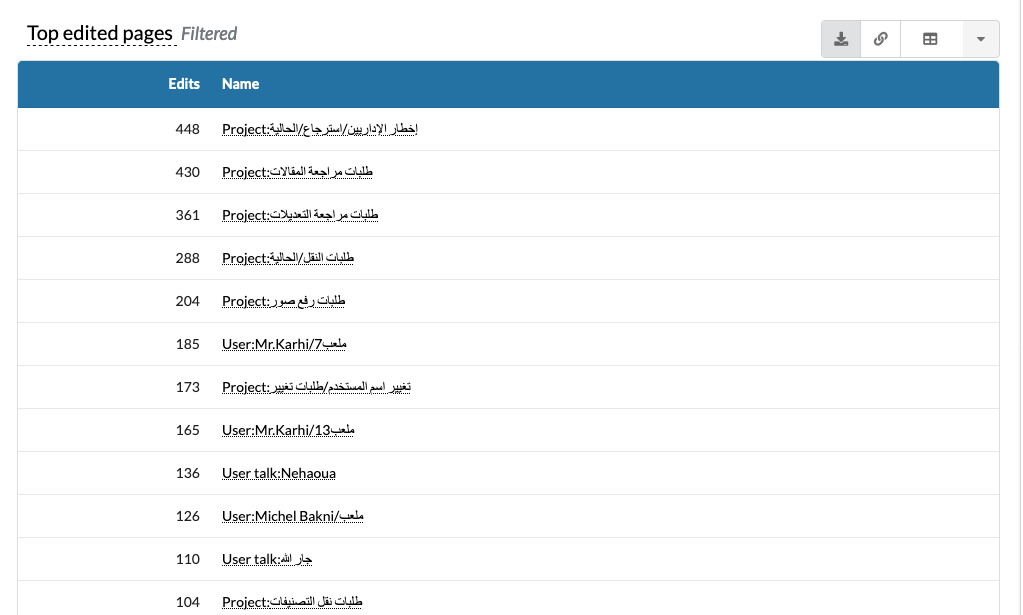 Top edited pages Filtered
Edits Name
448 Project:إخطار الإداريين/استرجاع/الحالية
430 Project:طلبات مراجعة المقالات
361 Project:طلبات مراجعة التعديلات
288 Project:طلبات النقل/الحالية
204 Project:طلبات رفع صور
185 User:Mr.Karhi/ملعب7
173 Project:تغيير اسم المستخدم/طلبات تغيير
165 User:Mr.Karhi/ملعب13
136 User talk:Nehaoua
126 User:Michel Bakni/ملعب
110 User talk:جار الله
104 Project:طلبات نقل التصنيفات